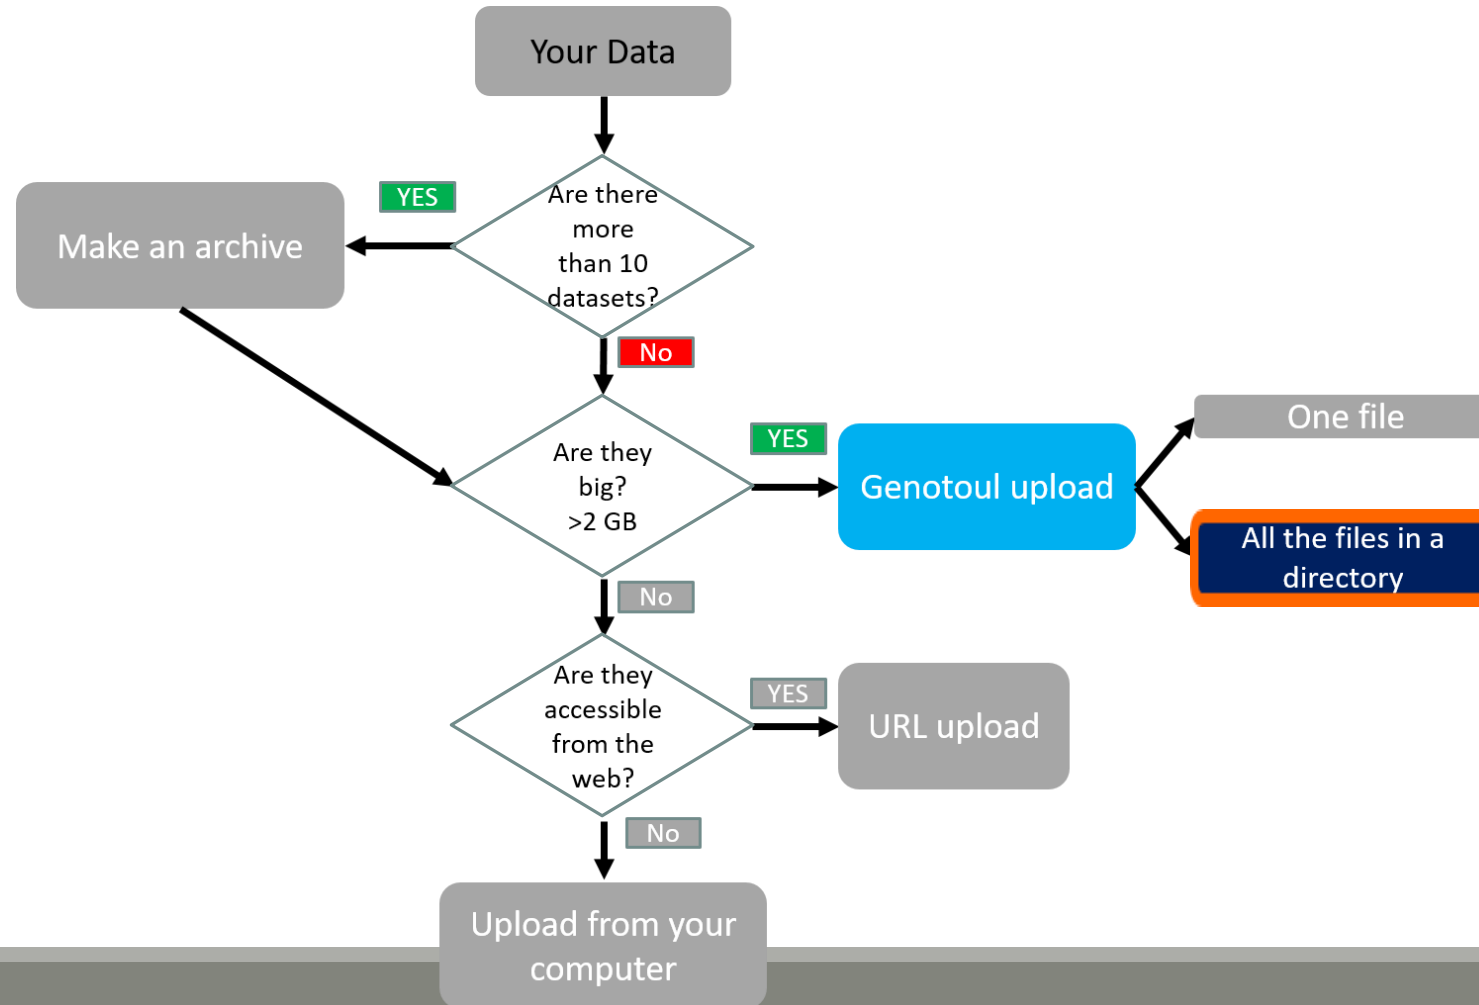 Your Data
YES
Are there
more
than 10
datasets?
Make an archive
No
Are they
big?
>2 GB
YES
Genotoul upload
One file
All the files in a
directory
No
Are they
accessible
from the
web?
YES
URL upload
No
Upload from your
computer